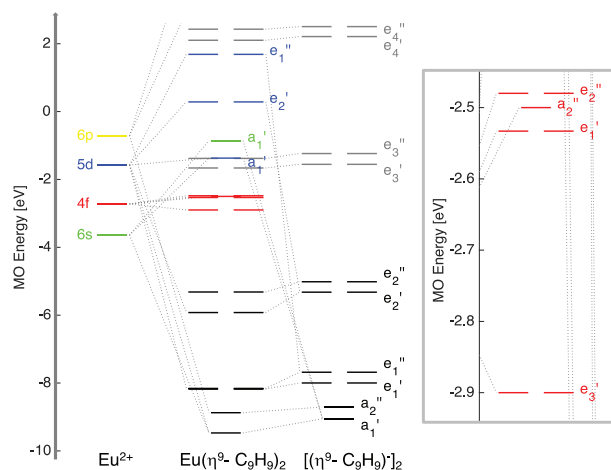 MO Energy [eV]
2
0
-2
-4
-6
-8
-10
6p
5d
4f
6s
e₁''
e₂'
a₁'
a₁'
e₄''
e₄'
e₃''
e₃'
e₂''
e₂'
e₁''
e₁'
a₂''
a₁'
Eu²⁺
Eu(η⁹- C₉H₉)₂
[(η⁹- C₉H₉)⁻]₂
MO Energy [eV]
-2.5
-2.6
-2.7
-2.8
-2.9
e₂''
a₂''
e₁'
e₃'